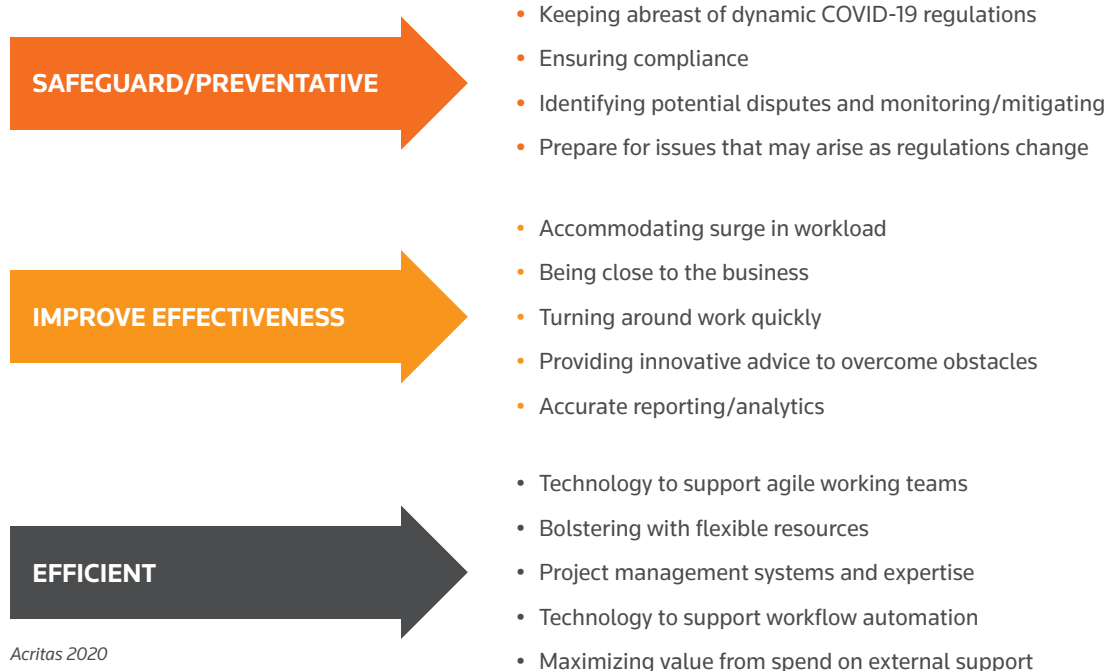 SAFEGUARD/PREVENTATIVE
• Keeping abreast of dynamic COVID-19 regulations
• Ensuring compliance
• Identifying potential disputes and monitoring/mitigating
• Prepare for issues that may arise as regulations change
IMPROVE EFFECTIVENESS
• Accommodating surge in workload
• Being close to the business
• Turning around work quickly
• Providing innovative advice to overcome obstacles
• Accurate reporting/analytics
EFFICIENT
• Technology to support agile working teams
• Bolstering with flexible resources
• Project management systems and expertise
• Technology to support workflow automation
• Maximizing value from spend on external support
Acritas 2020